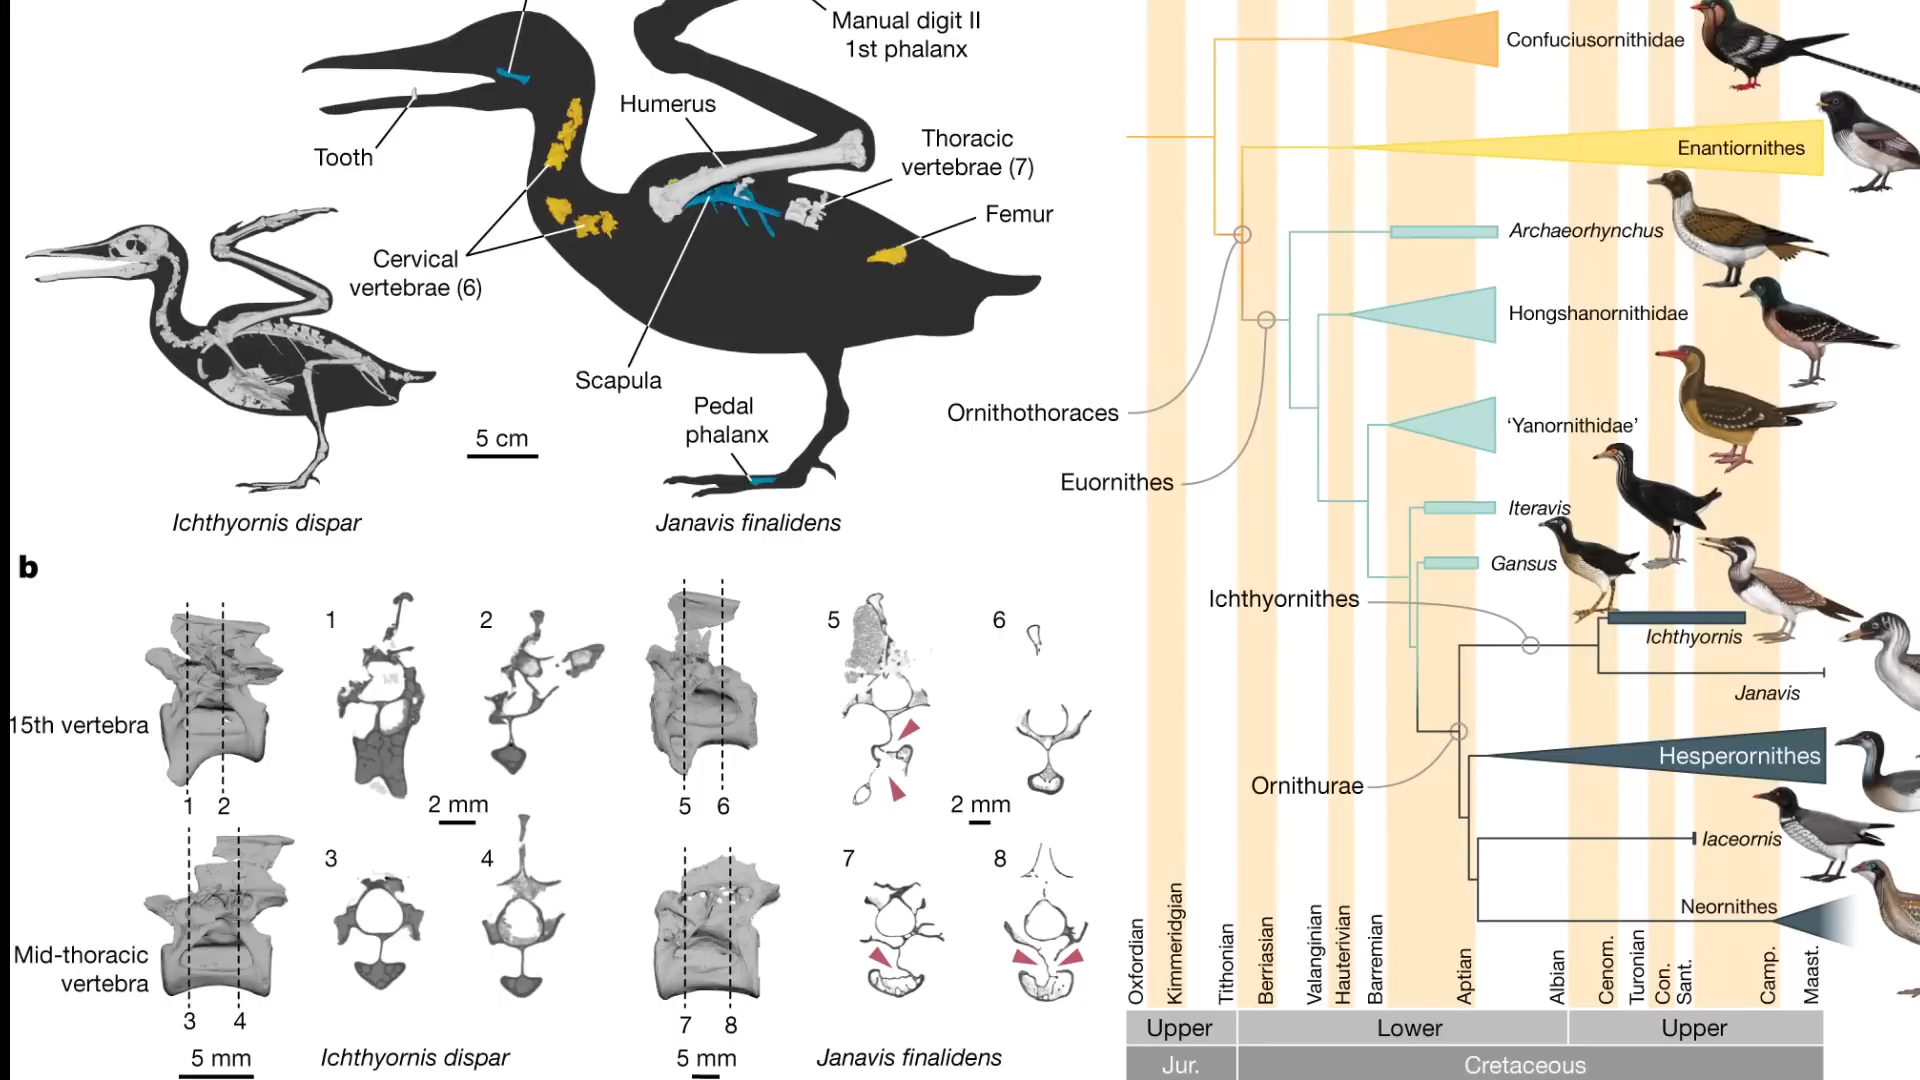 Manual digit II
1st phalanx
Humerus
Thoracic
vertebrae (7)
Tooth
Femur
Cervical
vertebrae (6)
Scapula
Pedal
phalanx
5 cm
Ichthyornis dispar
Janavis finalidens
b
15th vertebra
1
2
5
6
1 2
2 mm
5 6
2 mm
Mid-thoracic
vertebra
3
4
7
8
3 4
7 8
5 mm
Ichthyornis dispar
5 mm
Janavis finalidens
Confuciusornithidae
Enantiornithes
Archaeorhynchus
Hongshanornithidae
Ornithothoraces
‘Yanornithidae’
Euornithes
Iteravis
Gansus
Ichthyornithes
Ichthyornis
Janavis
Hesperornithes
Ornithurae
Iaceornis
Neornithes
Oxfordian
Kimmeridgian
Tithonian
Berriasian
Valanginian
Hauterivian
Barremian
Aptian
Albian
Cenom.
Turonian
Con.
Sant.
Camp.
Maast.
Upper
Lower
Upper
Jur.
Cretaceous